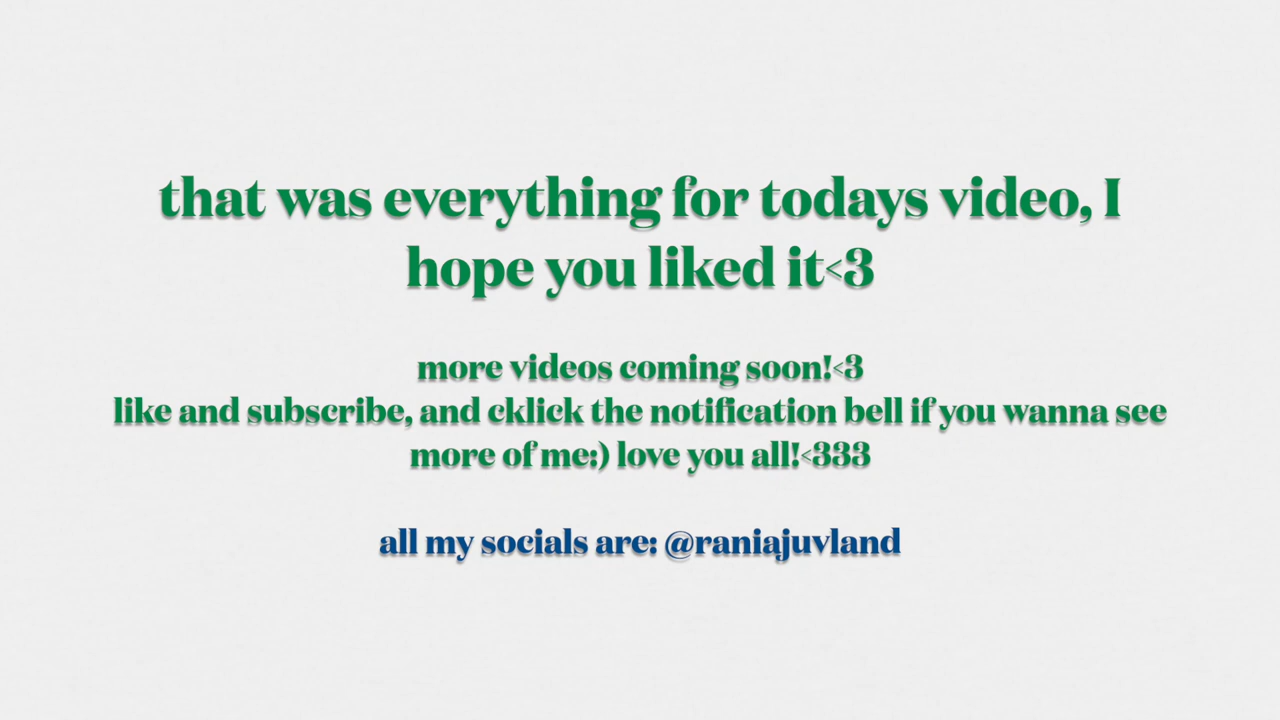 that was everything for todays video, I
hope you liked it<3
more videos coming soon!<3
like and subscribe, and cklick the notification bell if you wanna see
more of me:) love you all!<333
all my socials are: @raniajuvland